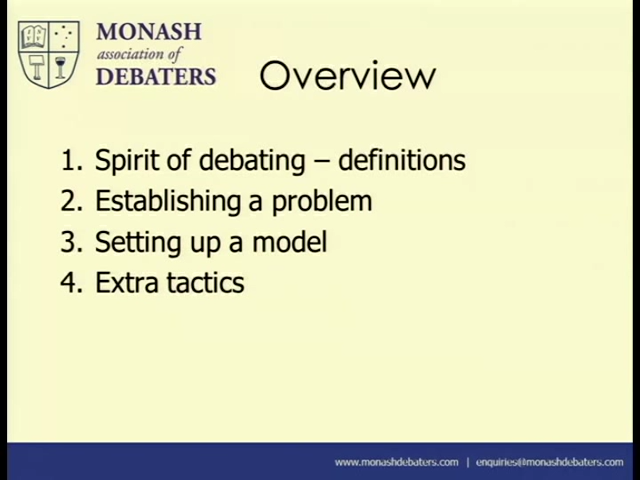 MONASH
association of
DEBATERS
Overview
1. Spirit of debating – definitions
2. Establishing a problem
3. Setting up a model
4. Extra tactics
www.monashdebaters.com | enquiries@monashdebaters.com